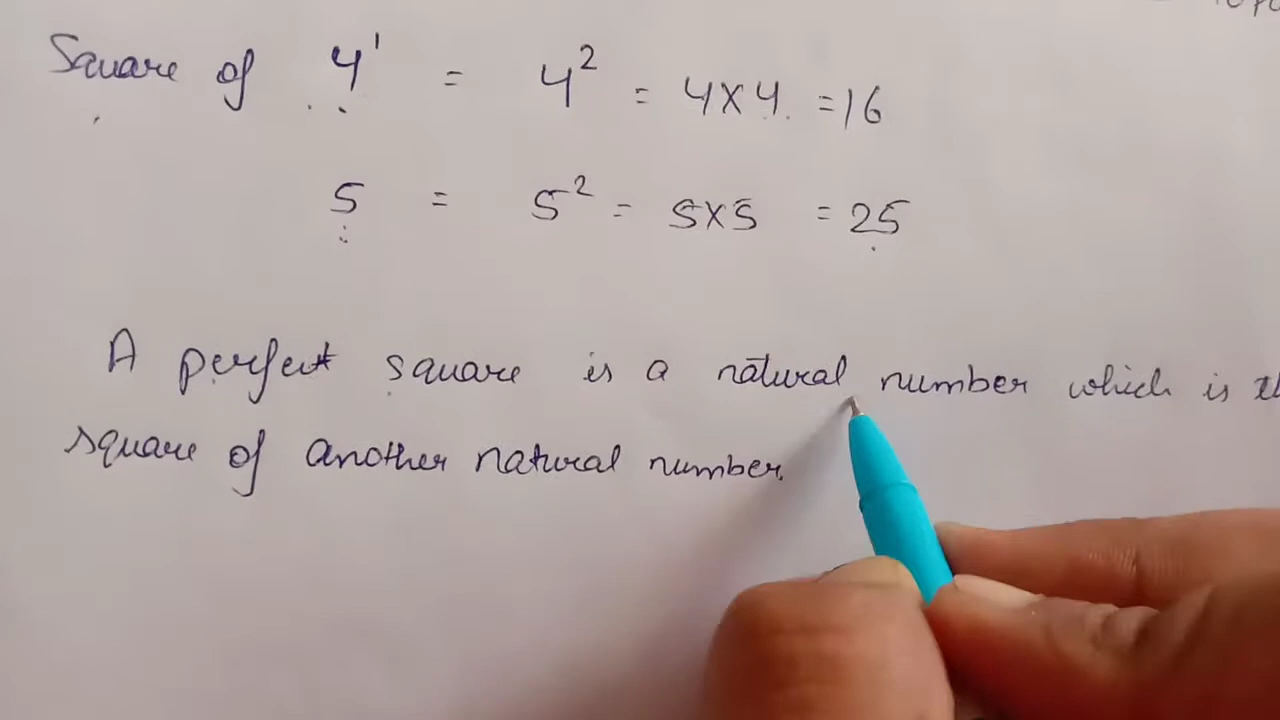 Square of 4¹ = 4² = 4×4 = 16
5 = 5² = 5×5 = 25
A perfect square is a natural number which is
square of another natural number.